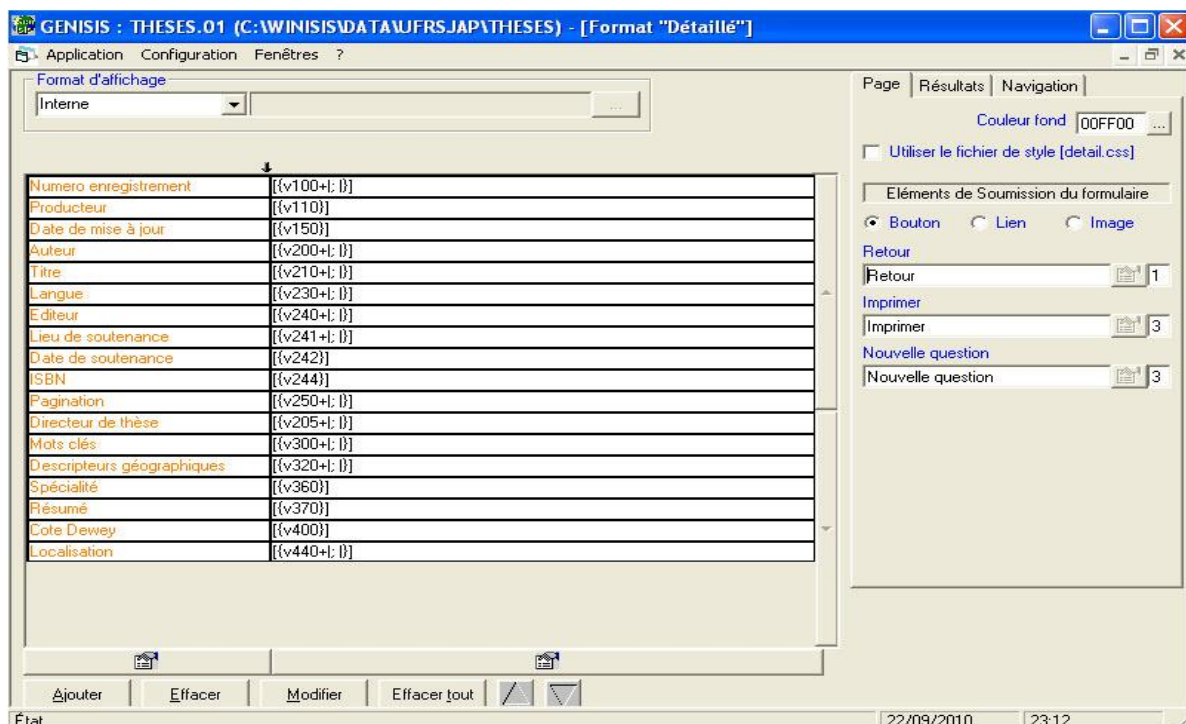 GENISIS : THESES.01 (C:\WINISIS\DATA\UFRSJAP\THESES) - [Format "Détaillé"]
Application Configuration Fenêtres ?
Format d'affichage
Interne
...
Numero enregistrement [{v100+|; |}]
Producteur [{v110}]
Date de mise à jour [{v150}]
Auteur [{v200+|; |}]
Titre [{v210+|; |}]
Langue [{v230+|; |}]
Editeur [{v240+|; |}]
Lieu de soutenance [{v241+|; |}]
Date de soutenance [{v242}]
ISBN [{v244}]
Pagination [{v250+|; |}]
Directeur de thèse [{v205+|; |}]
Mots clés [{v300+|; |}]
Descripteurs géographiques [{v320+|; |}]
Spécialité [{v360}]
Résumé [{v370}]
Cote Dewey [{v400}]
Localisation [{v440+|; |}]
Ajouter Effacer Modifier Effacer tout
Page Résultats Navigation
Couleur fond 00FF00 ...
Utiliser le fichier de style [detail.css]
Eléments de Soumission du formulaire
Bouton Lien Image
Retour
Retour 1
Imprimer
Imprimer 3
Nouvelle question
Nouvelle question 3
État 22/09/2010 23:12